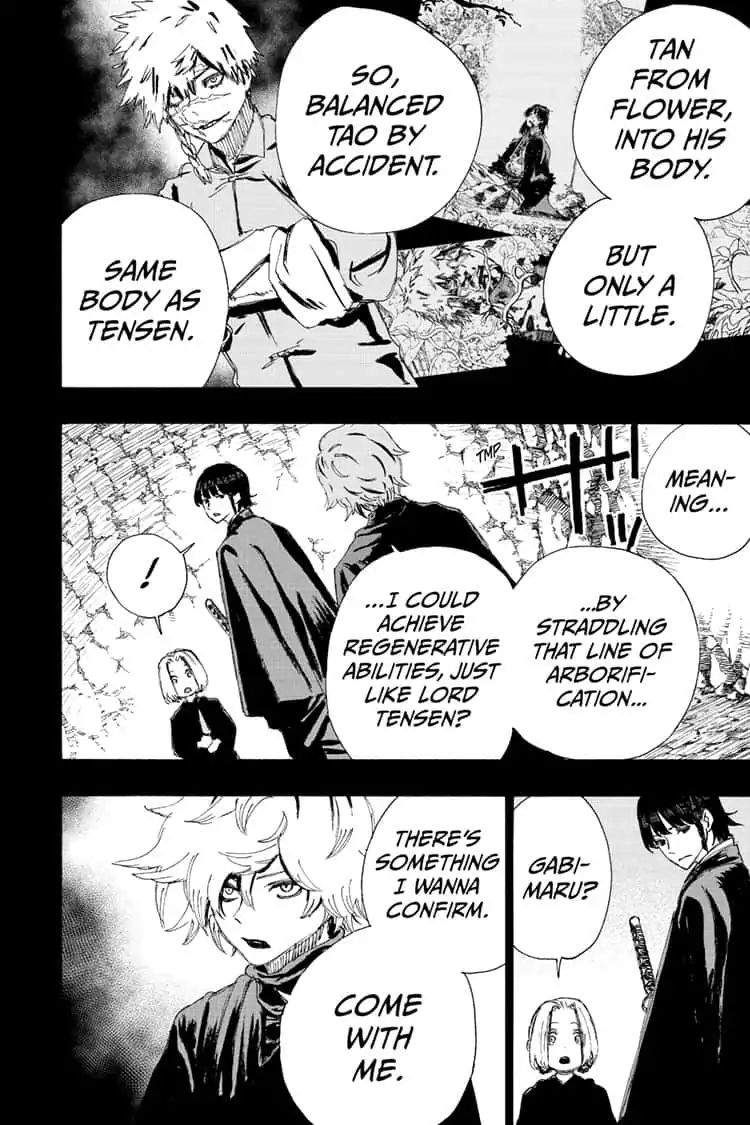 TAN
FROM
FLOWER,
INTO HIS
BODY.
BUT
ONLY A
LITTLE.
SO,
BALANCED
TAO BY
ACCIDENT.
SAME
BODY AS
TENSEN.
MEAN-
ING...
TMP
...BY
STRADDLING
THAT LINE OF
ARBORIFI-
CATION...
...I COULD
ACHIEVE
REGENERATIVE
ABILITIES, JUST
LIKE LORD
TENSEN?
!
GABI-
MARU?
THERE'S
SOMETHING
I WANNA
CONFIRM.
COME
WITH
ME.